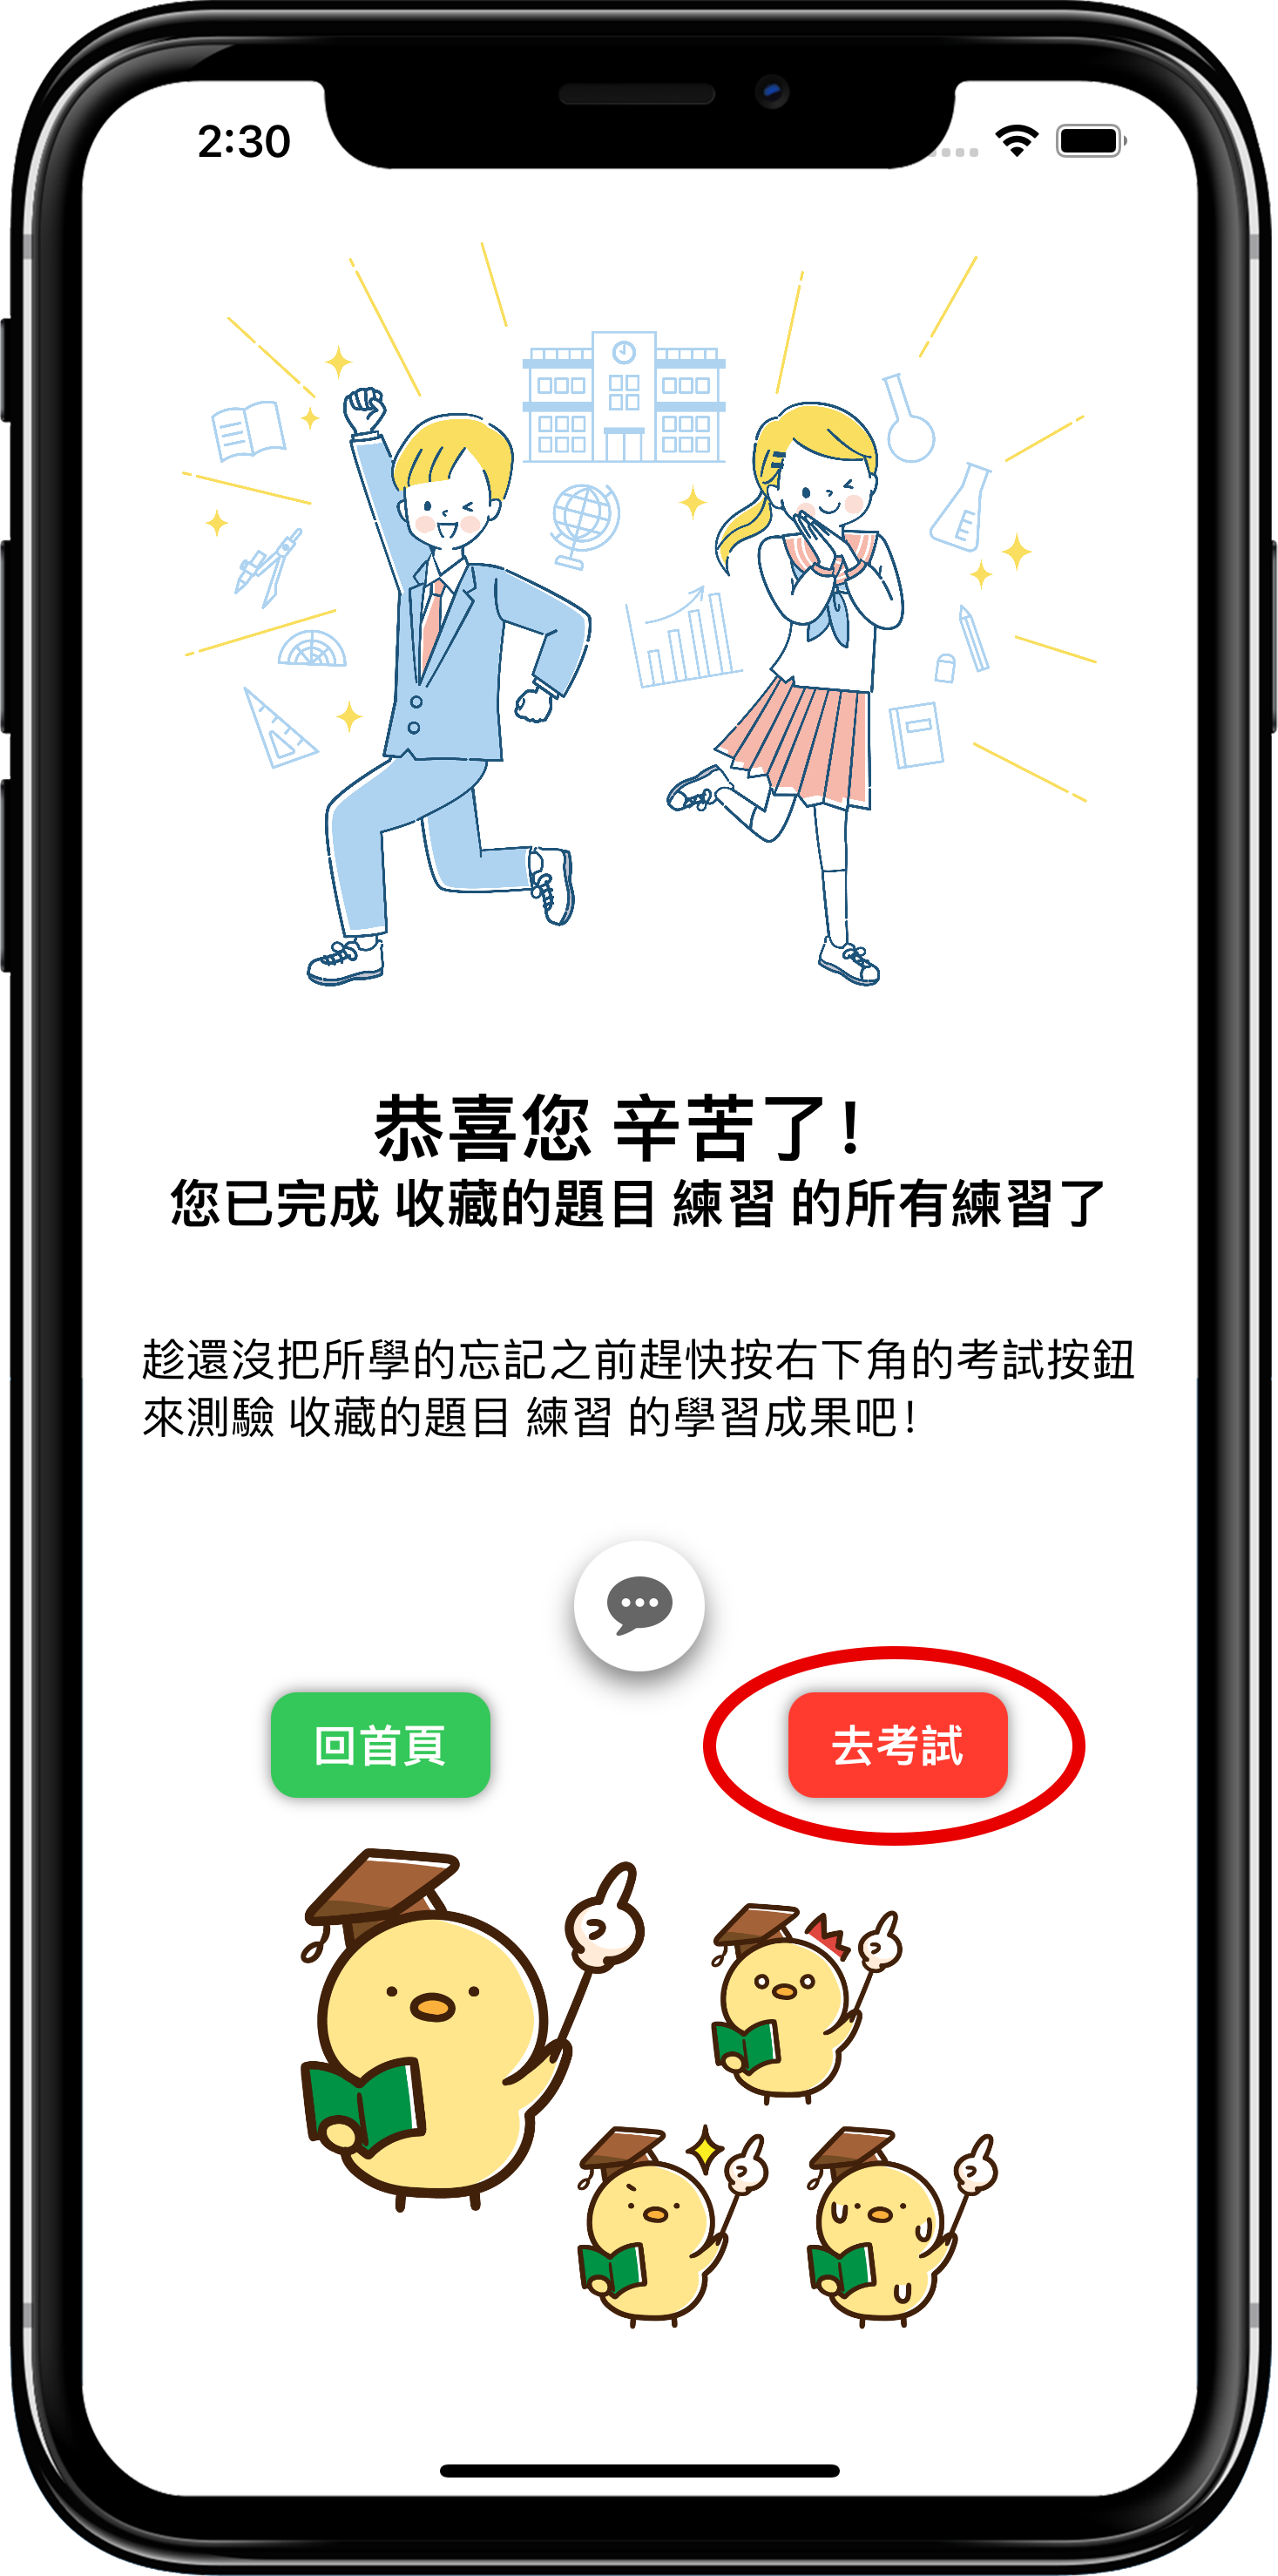 2:30
恭喜您 辛苦了!
您已完成 收藏的題目 練習 的所有練習了
趁還沒把所學的忘記之前趕快按右下角的考試按鈕
來測驗 收藏的題目 練習 的學習成果吧!
回首頁
去考試